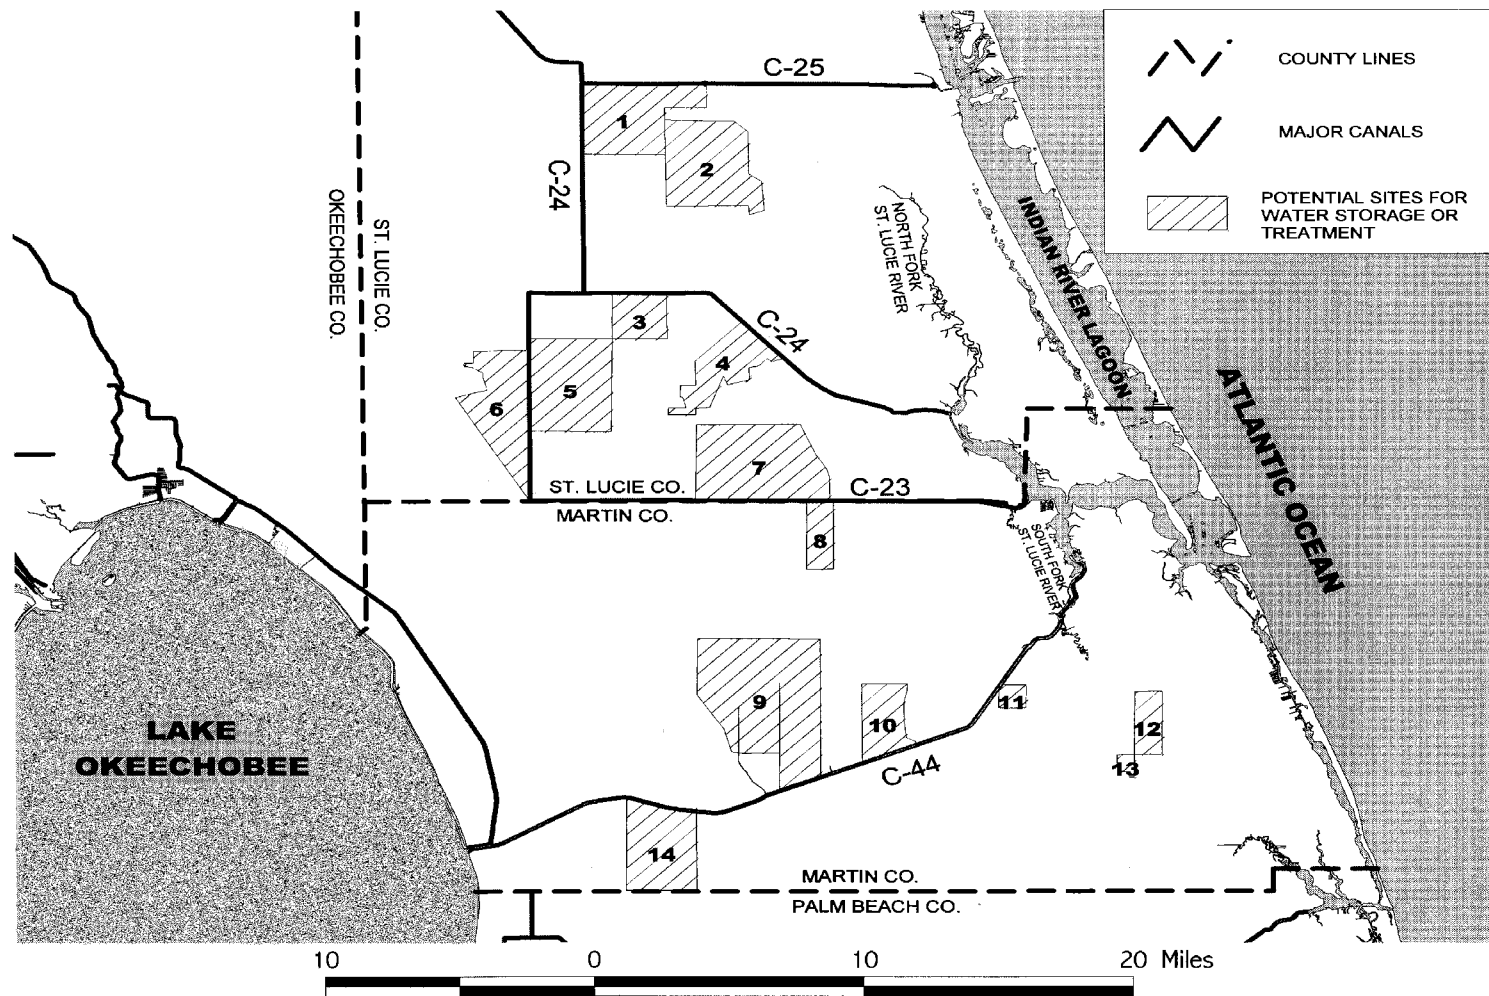 C-25
COUNTY LINES
MAJOR CANALS
POTENTIAL SITES FOR
WATER STORAGE OR
TREATMENT
1
2
C-24
ST. LUCIE CO.
OKEECHOBEE CO.
NORTH FORK
ST. LUCIE RIVER
INDIAN RIVER LAGOON
ATLANTIC OCEAN
3
C-24
4
5
6
7
ST. LUCIE CO.
C-23
MARTIN CO.
8
SOUTH FORK
ST. LUCIE RIVER
9
10
11
12
13
C-44
LAKE
OKEECHOBEE
14
MARTIN CO.
PALM BEACH CO.
10 0 10 20 Miles